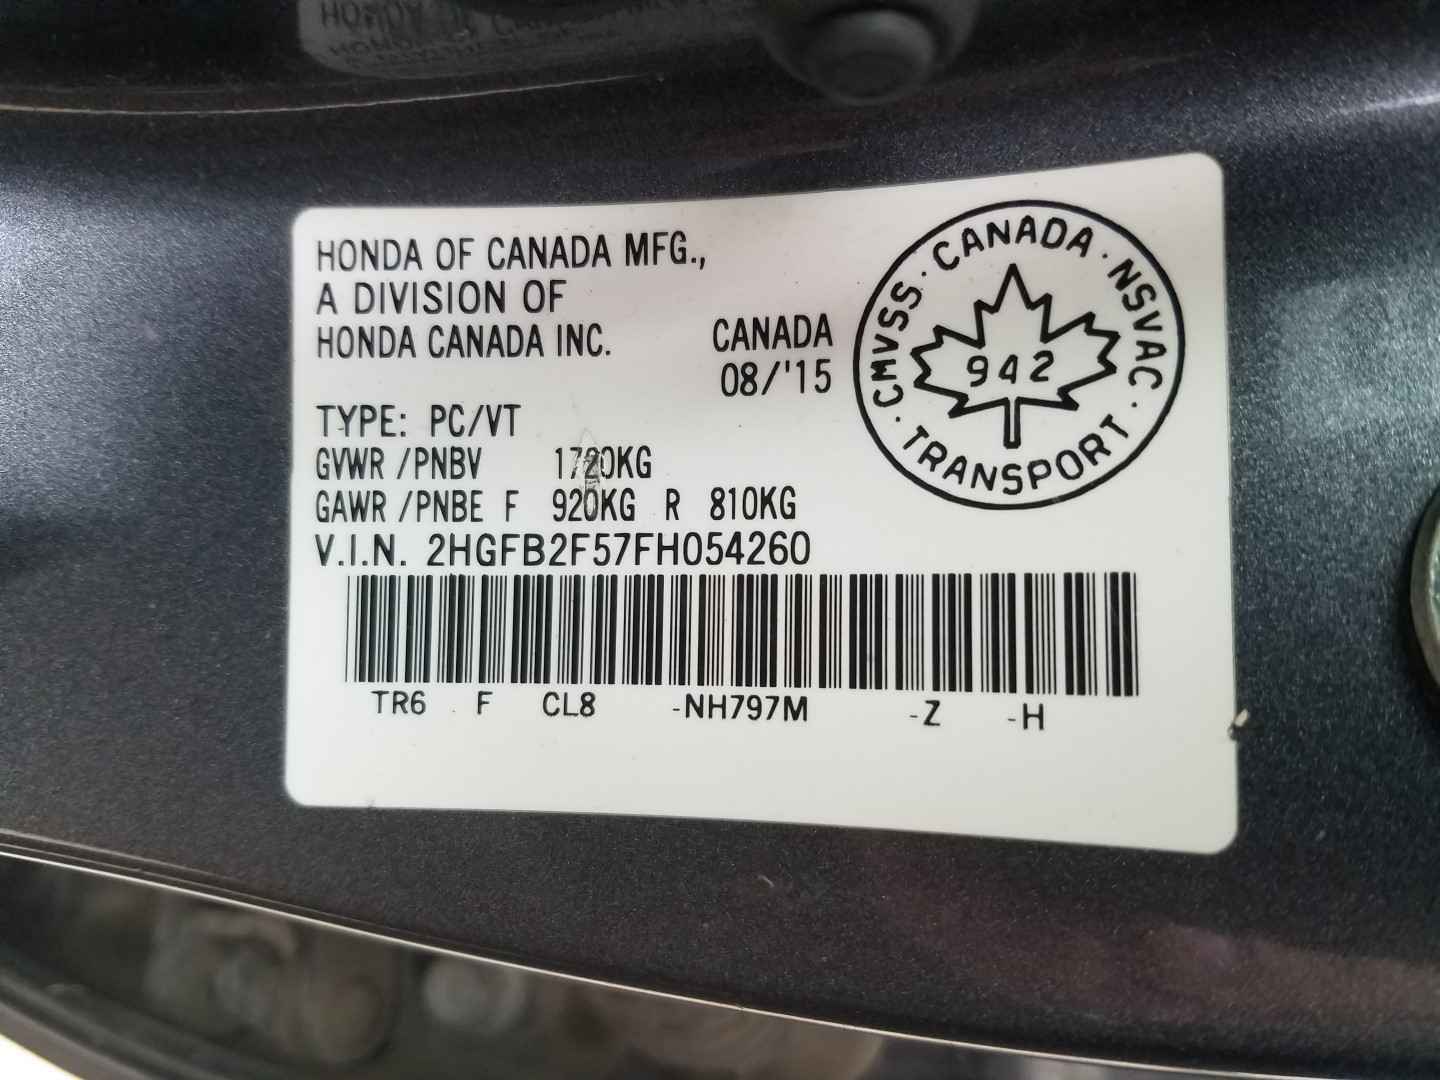 HONDA OF CANADA MFG.,
A DIVISION OF
HONDA CANADA INC.
CANADA
08/'15
TYPE: PC/VT
GVWR /PNBV 1720KG
GAWR /PNBE F 920KG R 810KG
V.I.N. 2HGFB2F57FH054260
TR6 F CL8 -NH797M -Z -H
CMVSS · CANADA · NSVAC · TRANSPORT ·
942